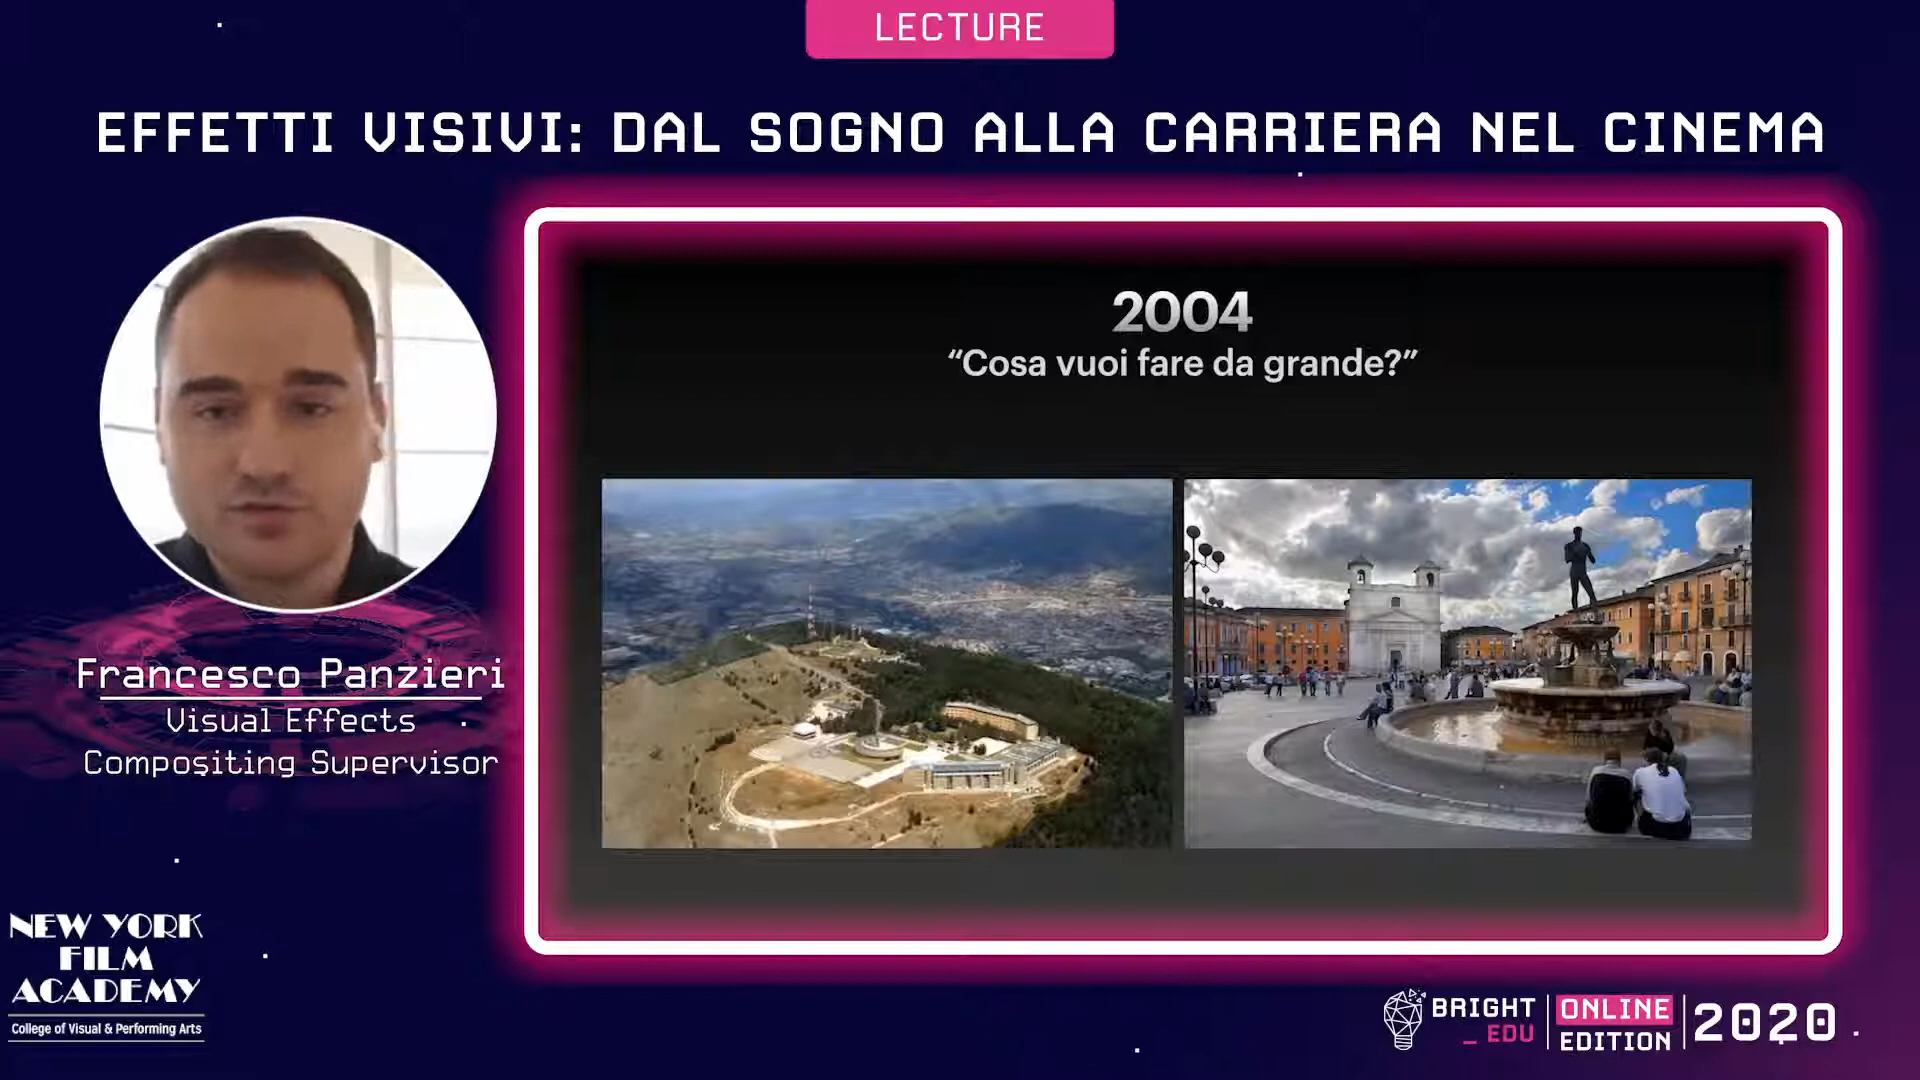 LECTURE
EFFETTI VISIVI: DAL SOGNO ALLA CARRIERA NEL CINEMA
2004
“Cosa vuoi fare da grande?”
Francesco Panzieri
Visual Effects
Compositing Supervisor
NEW YORK
FILM
ACADEMY
College of Visual & Performing Arts
BRIGHT
_ EDU
ONLINE
EDITION
2020